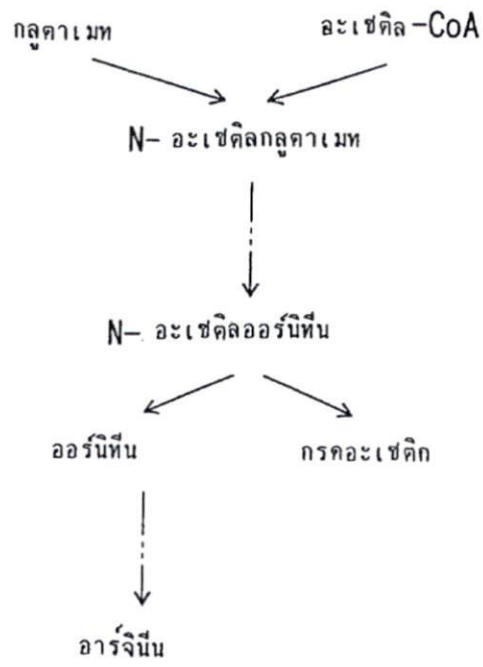 กลูตาเมท
อะเซติล-CoA
N- อะเซติลกลูตาเมท
N- อะเซติลออร์นิทีน
ออร์นิทีน
กรดอะเซติก
อาร์จินีน